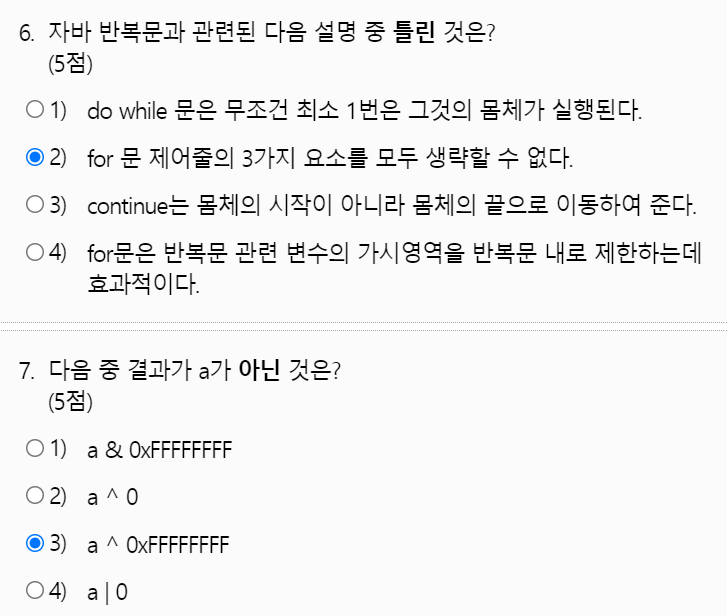 6. 자바 반복문과 관련된 다음 설명 중 틀린 것은?
(5점)
1) do while 문은 무조건 최소 1번은 그것의 몸체가 실행된다.
2) for 문 제어줄의 3가지 요소를 모두 생략할 수 없다.
3) continue는 몸체의 시작이 아니라 몸체의 끝으로 이동하여 준다.
4) for문은 반복문 관련 변수의 가시영역을 반복문 내로 제한하는데
효과적이다.
7. 다음 중 결과가 a가 아닌 것은?
(5점)
1) a & 0xFFFFFFFF
2) a ^ 0
3) a ^ 0xFFFFFFFF
4) a | 0